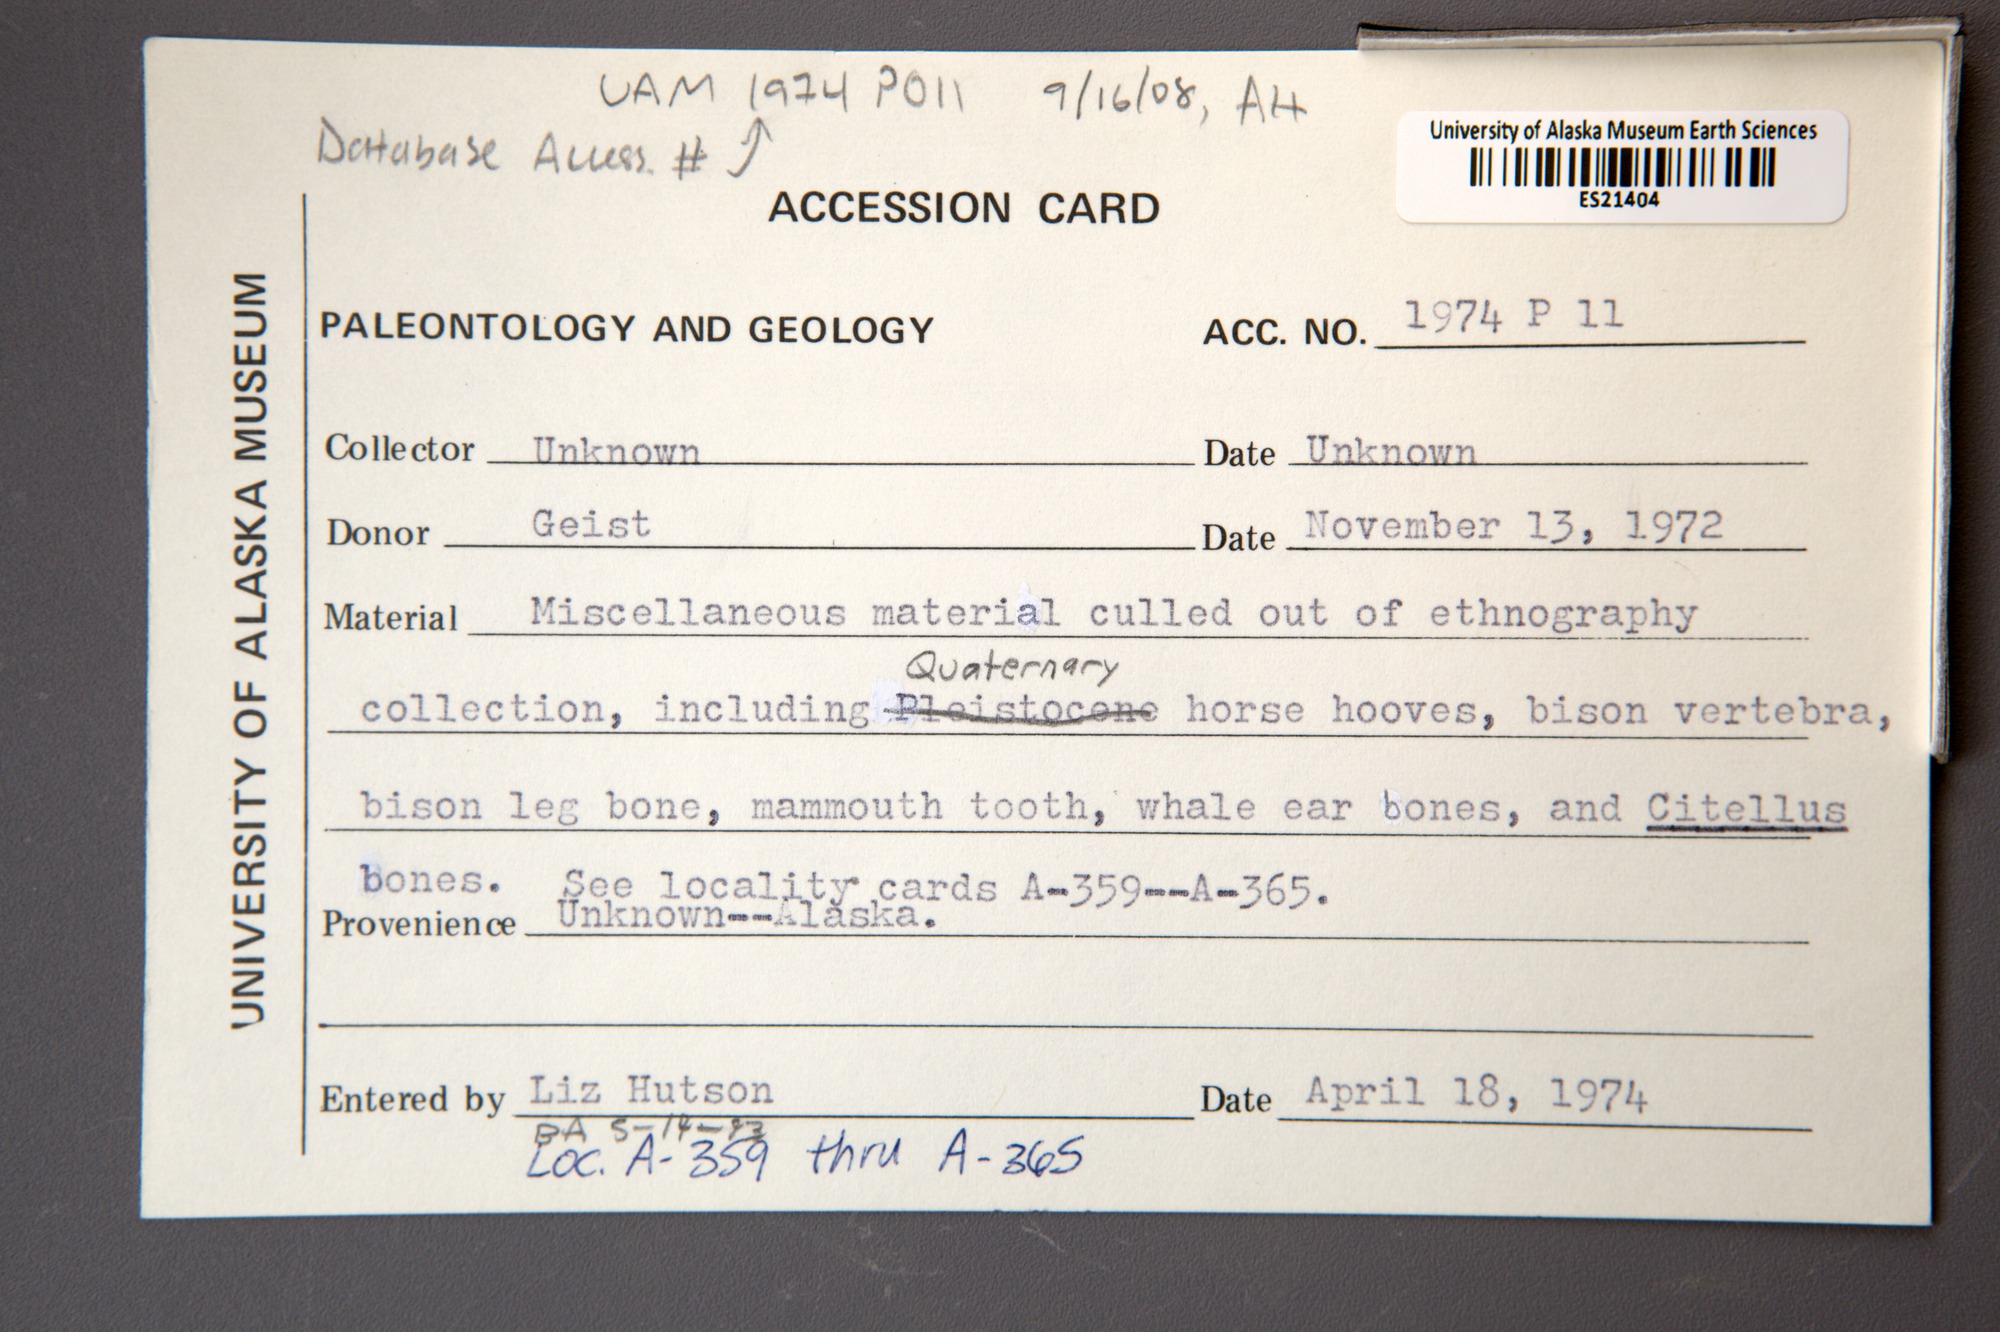 UAM 1974 P011 9/16/08, AH
Database Access. #
University of Alaska Museum Earth Sciences
ES21404
ACCESSION CARD
UNIVERSITY OF ALASKA MUSEUM
PALEONTOLOGY AND GEOLOGY ACC. NO. 1974 P 11
Collector Unknown Date Unknown
Donor Geist Date November 13, 1972
Material Miscellaneous material culled out of ethnography
Quaternary
collection, including Pleistocene horse hooves, bison vertebra,
bison leg bone, mammouth tooth, whale ear bones, and Citellus
bones. See locality cards A-359--A-365.
Provenience Unknown--Alaska.
Entered by Liz Hutson Date April 18, 1974
BA 5-14-93
Loc. A-359 thru A-365